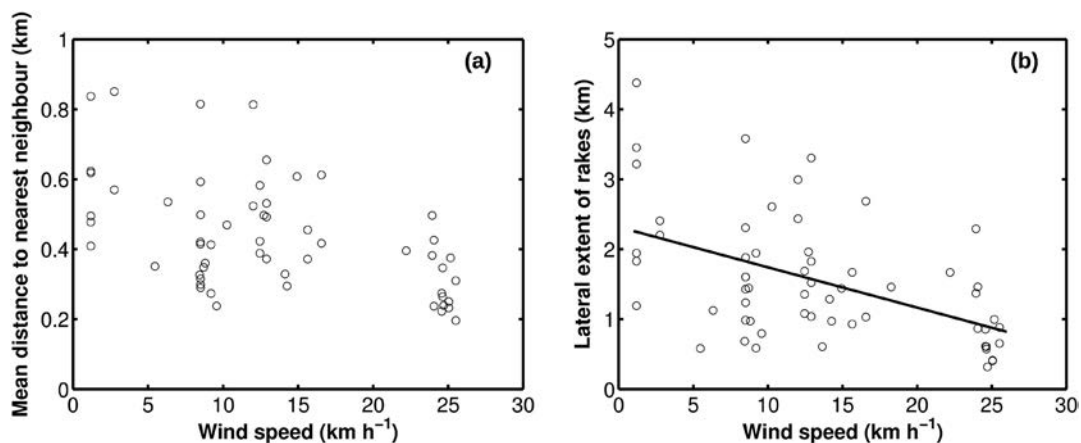 Mean distance to nearest neighbour (km)
1
0.8
0.6
0.4
0.2
0
(a)
0 5 10 15 20 25 30
Wind speed (km h⁻¹)
Lateral extent of rakes (km)
5
4
3
2
1
0
(b)
0 5 10 15 20 25 30
Wind speed (km h⁻¹)